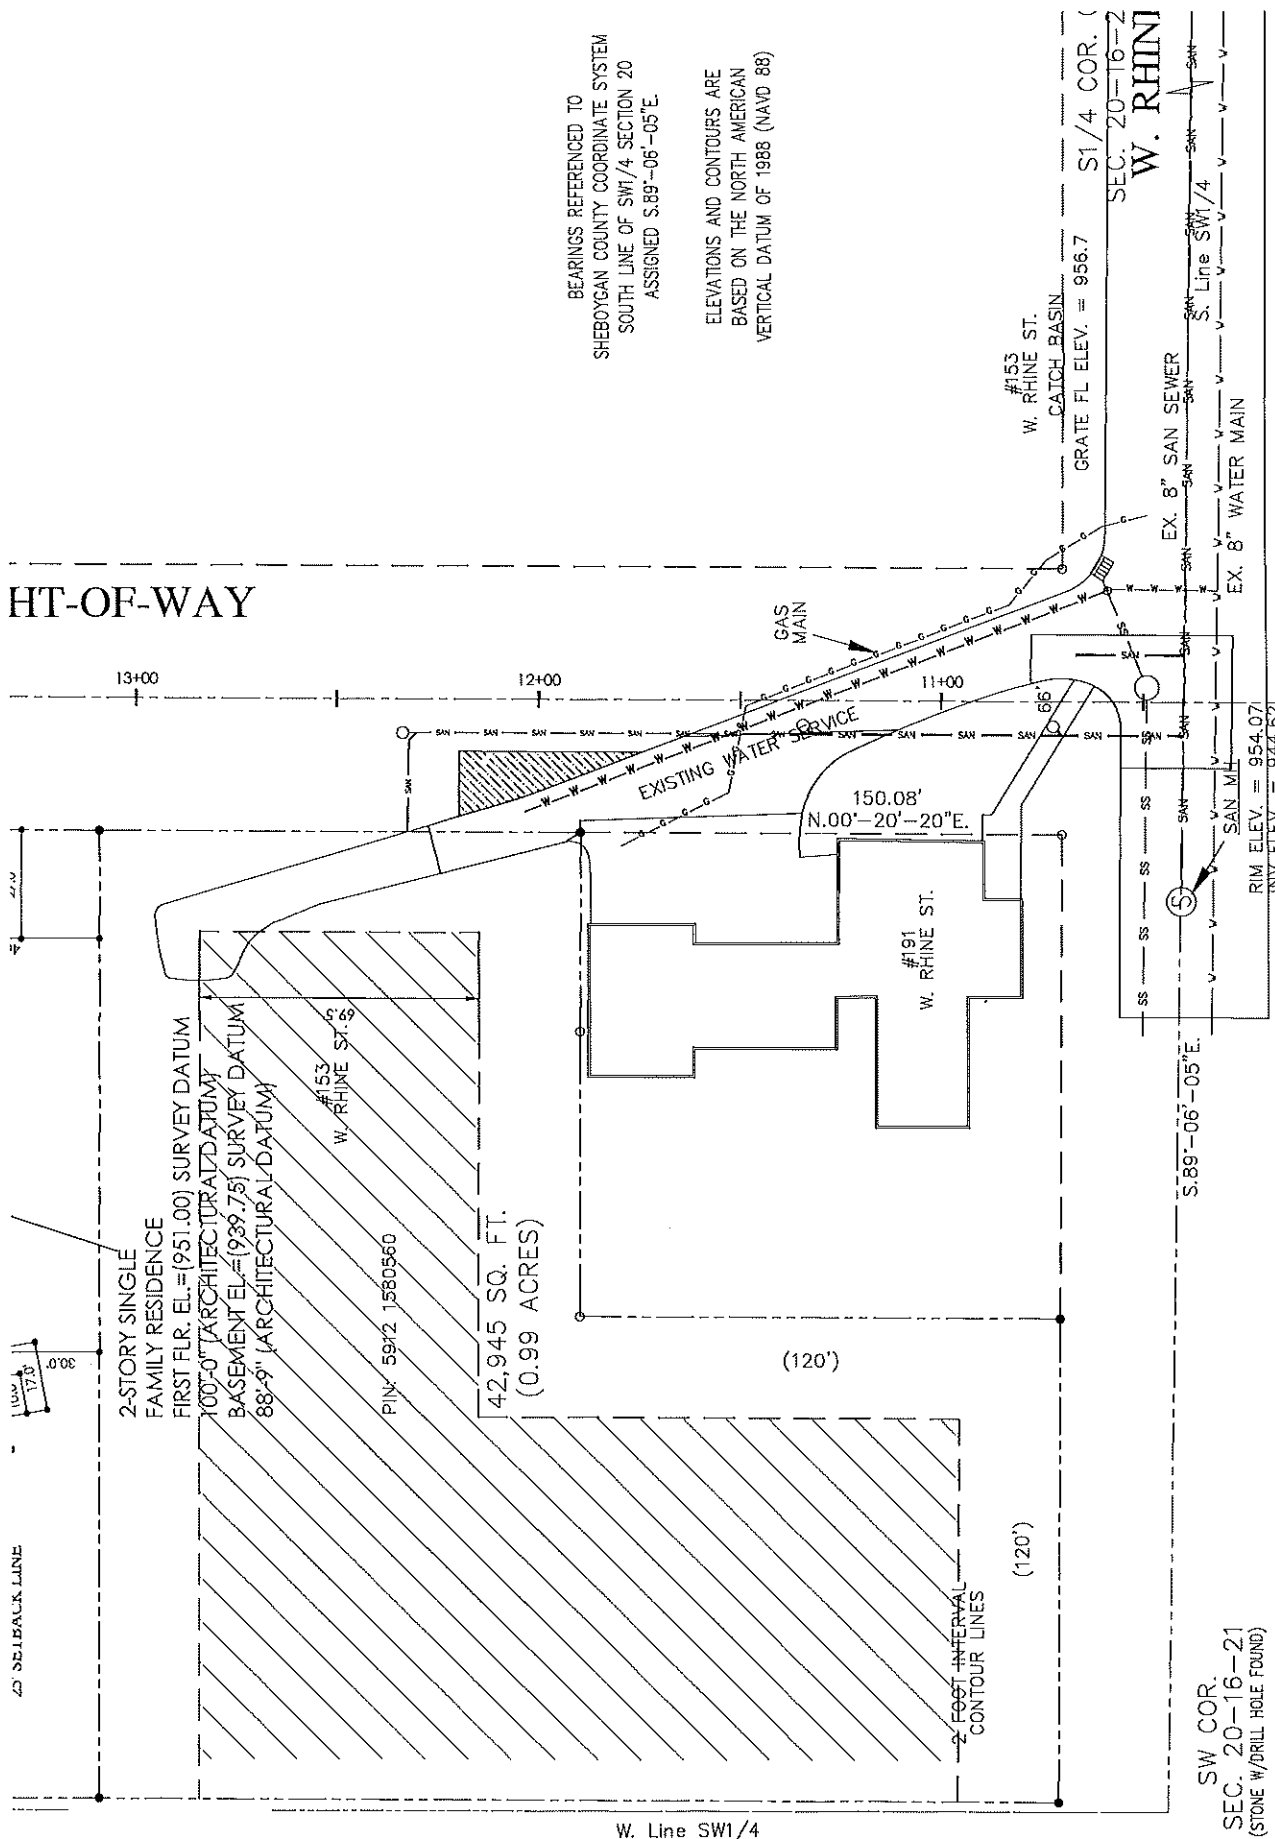 BEARINGS REFERENCED TO
SHEBOYGAN COUNTY COORDINATE SYSTEM
SOUTH LINE OF SW1/4 SECTION 20
ASSIGNED S.89°-06'-05"E.
ELEVATIONS AND CONTOURS ARE
BASED ON THE NORTH AMERICAN
VERTICAL DATUM OF 1988 (NAVD 88)
S1/4 COR. (
SEC. 20-16-2
W. RHIN
S. Line SW1/4
#153
W. RHINE ST.
CATCH BASIN
GRATE FL ELEV. = 956.7
EX. 8" SAN SEWER
EX. 8" WATER MAIN
HT-OF-WAY
GAS
MAIN
13+00
12+00
11+00
EXISTING WATER SERVICE
66'
150.08'
N.00°-20'-20"E.
SAN MH
RIM ELEV. = 954.07
#191
W. RHINE ST.
S.89°-06'-05"E.
69.5'
#153
W. RHINE ST.
2-STORY SINGLE
FAMILY RESIDENCE
FIRST FLR. EL.=(951.00) SURVEY DATUM
100'-0" (ARCHITECTURAL DATUM)
BASEMENT EL.=(939.75) SURVEY DATUM
88'-9" (ARCHITECTURAL DATUM)
PIN: 5912 1580560
42,945 SQ. FT.
(0.99 ACRES)
30.0'
17.0'
(120')
(120')
25' SETBACK LINE
2 FOOT INTERVAL
CONTOUR LINES
SW COR.
SEC. 20-16-21
(STONE W/DRILL HOLE FOUND)
W. Line SW1/4